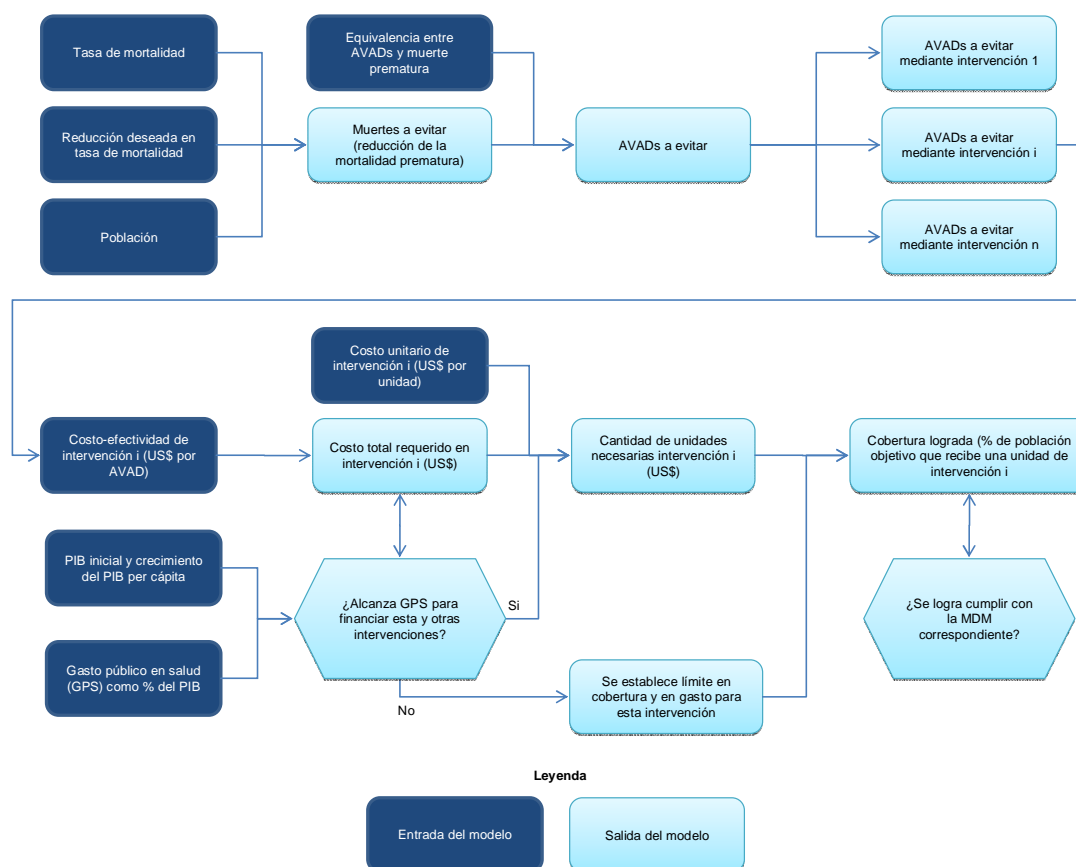 Tasa de mortalidad
Equivalencia entre
AVADs y muerte
prematura
AVADs a evitar
mediante intervención 1
Reducción deseada en
tasa de mortalidad
Muertes a evitar
(reducción de la
mortalidad prematura)
AVADs a evitar
AVADs a evitar
mediante intervención i
Población
AVADs a evitar
mediante intervención n
Costo unitario de
intervención i (US$ por
unidad)
Costo-efectividad de
intervención i (US$ por
AVAD)
Costo total requerido en
intervención i (US$)
Cantidad de unidades
necesarias intervención i
(US$)
Cobertura lograda (% de población
objetivo que recibe una unidad de
intervención i
PIB inicial y crecimiento
del PIB per cápita
¿Alcanza GPS para
financiar esta y otras
intervenciones?
Si
¿Se logra cumplir con
la MDM
correspondiente?
Gasto público en salud
(GPS) como % del PIB
No
Se establece límite en
cobertura y en gasto para
esta intervención
Leyenda
Entrada del modelo
Salida del modelo